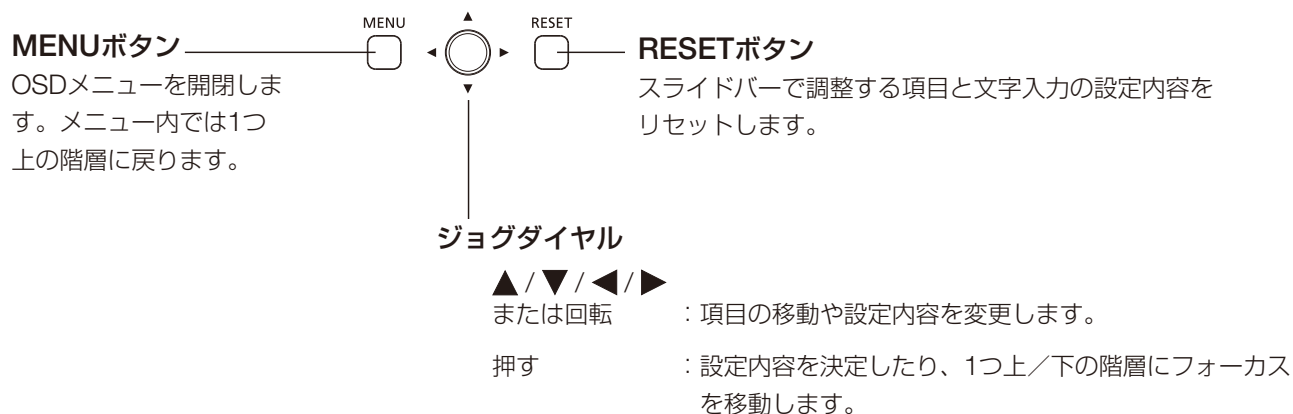 MENU
RESET
MENUボタン
OSDメニューを開閉しま
す。メニュー内では1つ
上の階層に戻ります。
RESETボタン
スライドバーで調整する項目と文字入力の設定内容を
リセットします。
ジョグダイヤル
▲/▼/◀/▶
または回転 :項目の移動や設定内容を変更します。
押す :設定内容を決定したり、1つ上/下の階層にフォーカス
を移動します。